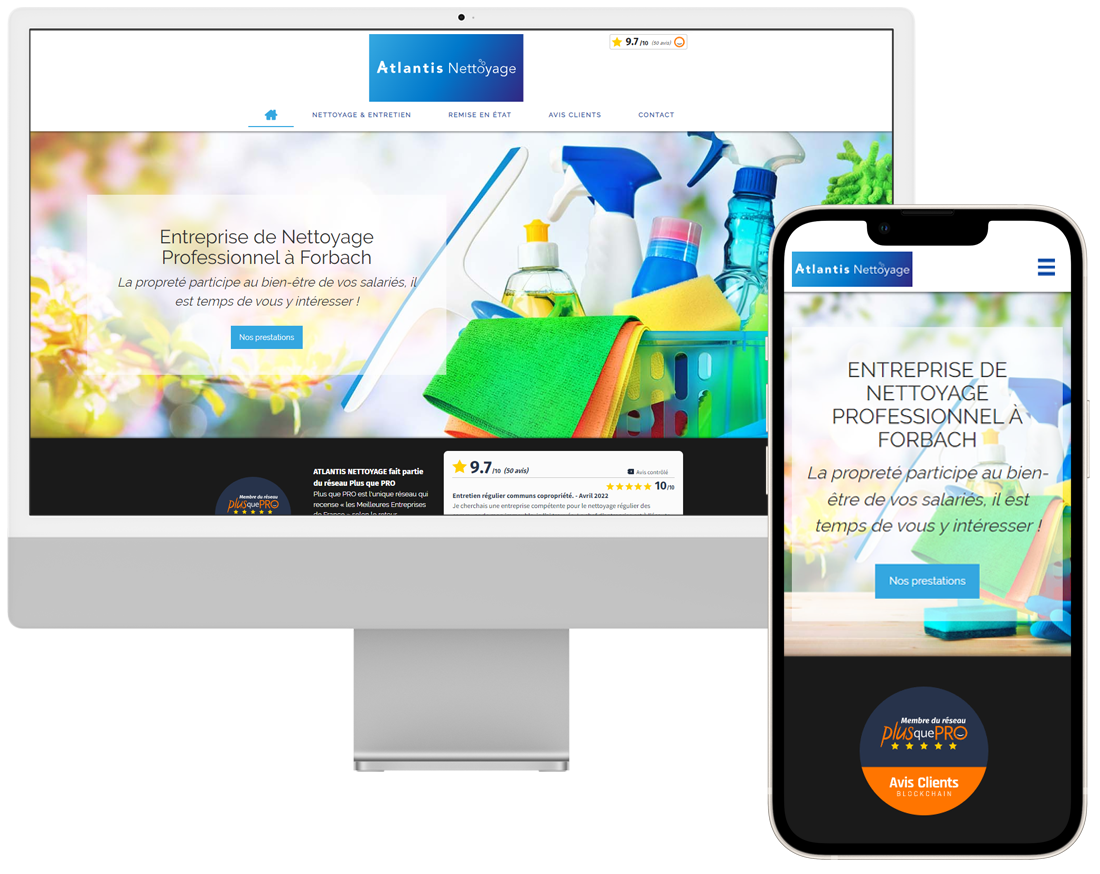 Atlantis Nettoyage
9.7 /10 (50 avis)
NETTOYAGE & ENTRETIEN
REMISE EN ÉTAT
AVIS CLIENTS
CONTACT
Entreprise de Nettoyage
Professionnel à Forbach
La propreté participe au bien-être de vos salariés, il
est temps de vous y intéresser !
Nos prestations
Membre du réseau
plus que PRO
ATLANTIS NETTOYAGE fait partie
du réseau Plus que PRO
Plus que PRO est l'unique réseau qui
recense « les Meilleures Entreprises
9.7/10 (50 avis)
Avis contrôlé
10/10
Entretien régulier communs copropriété. - Avril 2022
Je cherchais une entreprise compétente pour le nettoyage régulier des
Atlantis Nettoyage
ENTREPRISE DE
NETTOYAGE
PROFESSIONNEL À
FORBACH
La propreté participe au bien-
être de vos salariés, il est
temps de vous y intéresser !
Nos prestations
Membre du réseau
plus que PRO
Avis Clients
BLOCKCHAIN